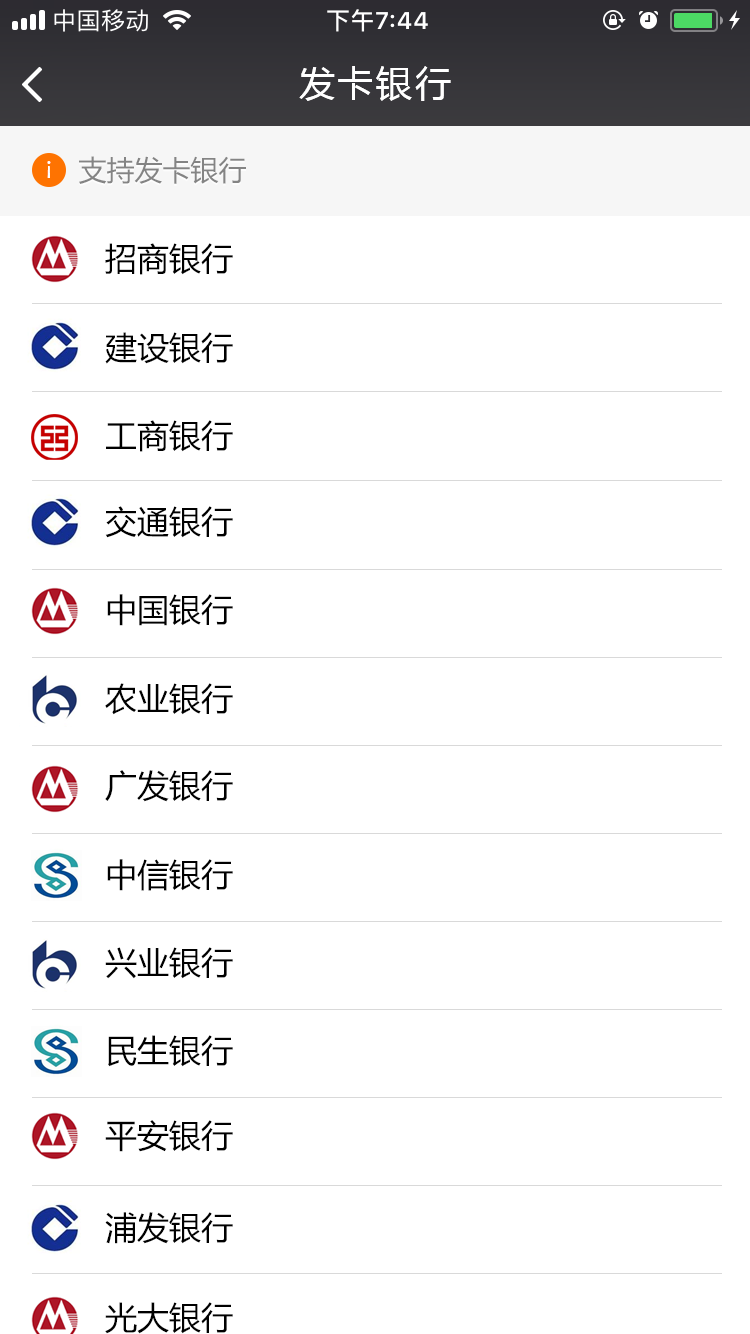 中国移动 下午7:44
发卡银行
支持发卡银行
招商银行
建设银行
工商银行
交通银行
中国银行
农业银行
广发银行
中信银行
兴业银行
民生银行
平安银行
浦发银行
光大银行